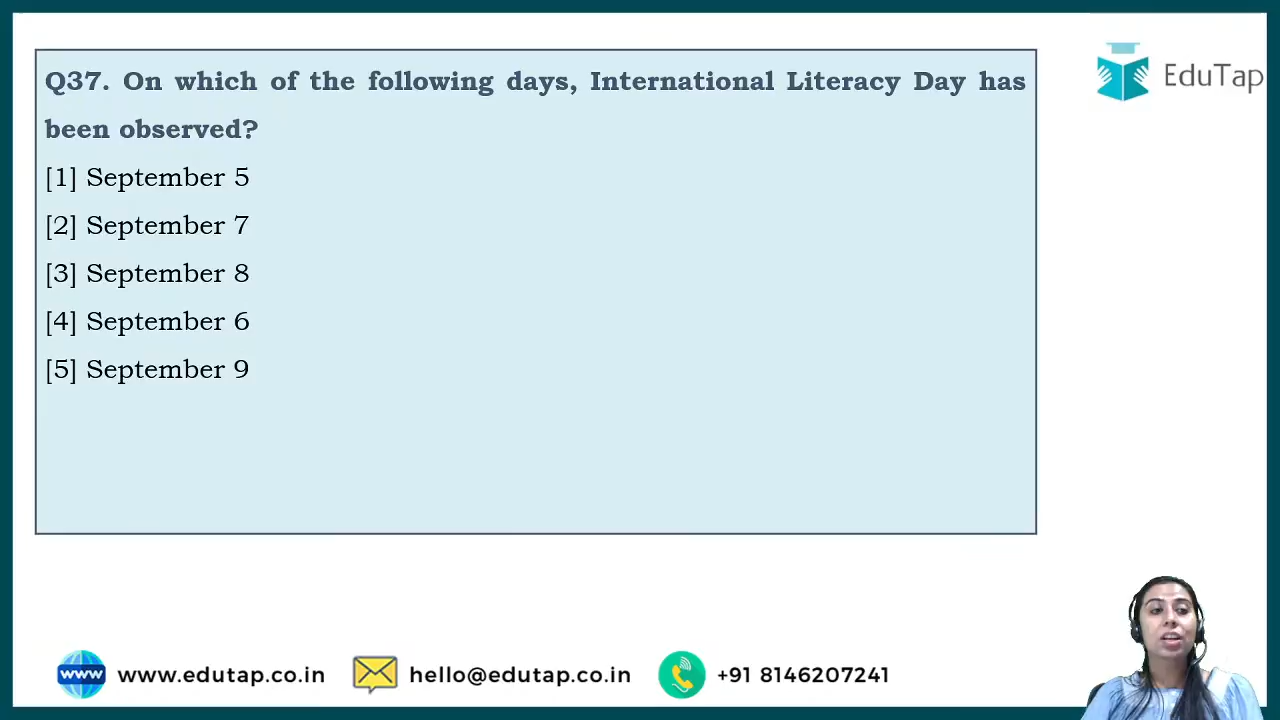 Q37. On which of the following days, International Literacy Day has
been observed?
[1] September 5
[2] September 7
[3] September 8
[4] September 6
[5] September 9
EduTap
www www.edutap.co.in hello@edutap.co.in +91 8146207241